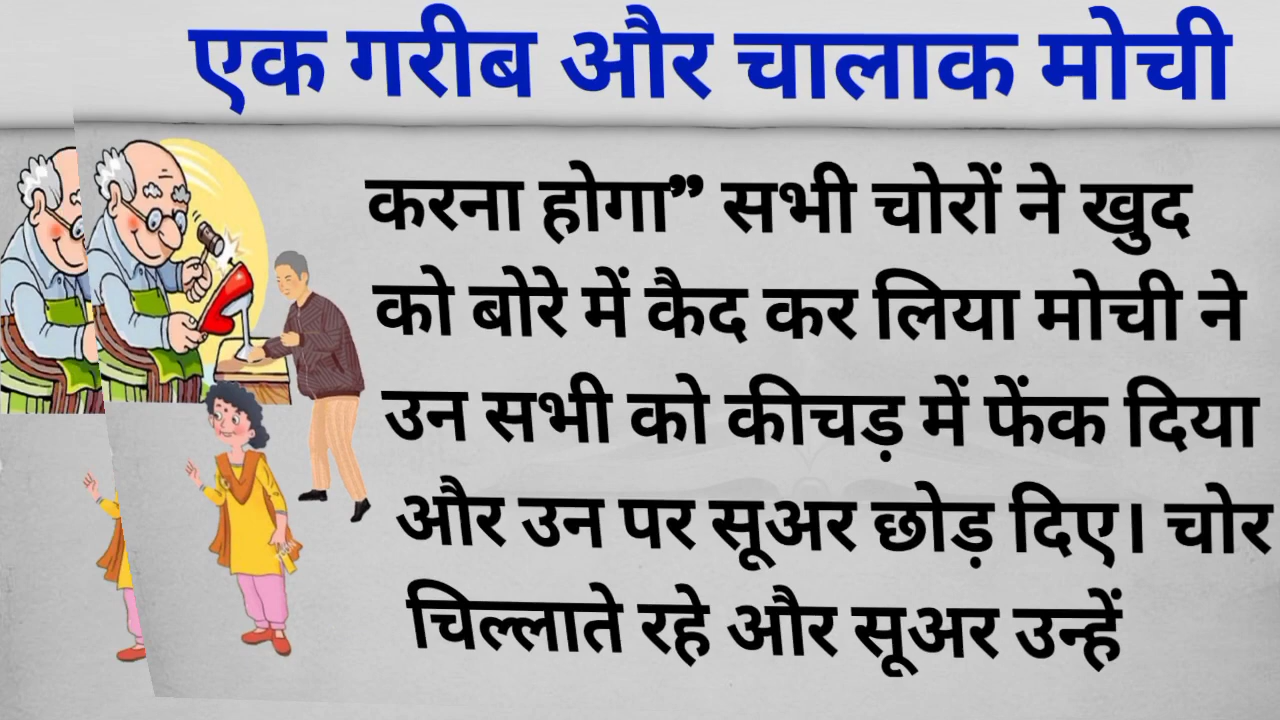 एक गरीब और चालाक मोची
करना होगा” सभी चोरों ने खुद
को बोरे में कैद कर लिया मोची ने
उन सभी को कीचड़ में फेंक दिया
और उन पर सूअर छोड़ दिए। चोर
चिल्लाते रहे और सूअर उन्हें